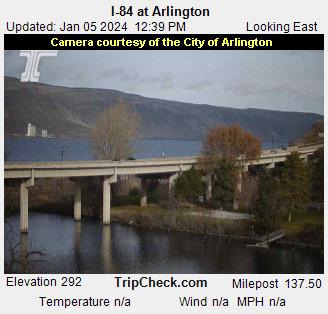 I-84 at Arlington
Updated: Jan 05 2024 12:39 PM Looking East
Camera courtesy of the City of Arlington
Elevation 292 TripCheck.com Milepost 137.50
Temperature n/a Wind n/a MPH n/a